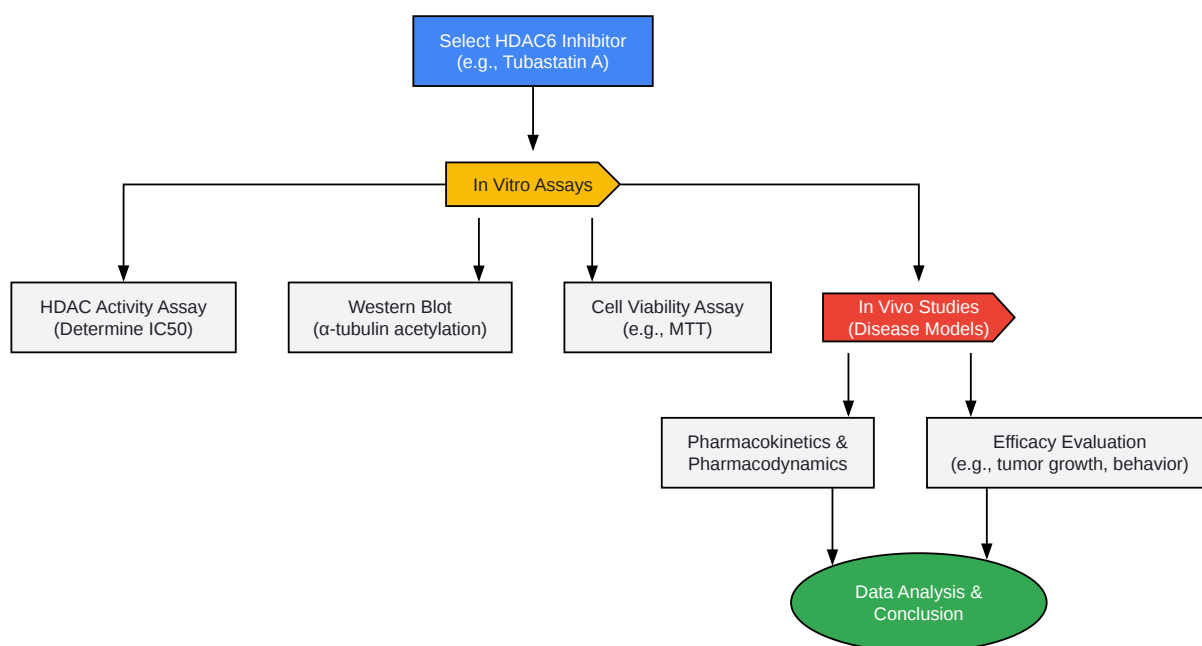 Select HDAC6 Inhibitor
(e.g., Tubastatin A)
In Vitro Assays
HDAC Activity Assay
(Determine IC50)
Western Blot
(α-tubulin acetylation)
Cell Viability Assay
(e.g., MTT)
In Vivo Studies
(Disease Models)
Pharmacokinetics &
Pharmacodynamics
Efficacy Evaluation
(e.g., tumor growth, behavior)
Data Analysis &
Conclusion